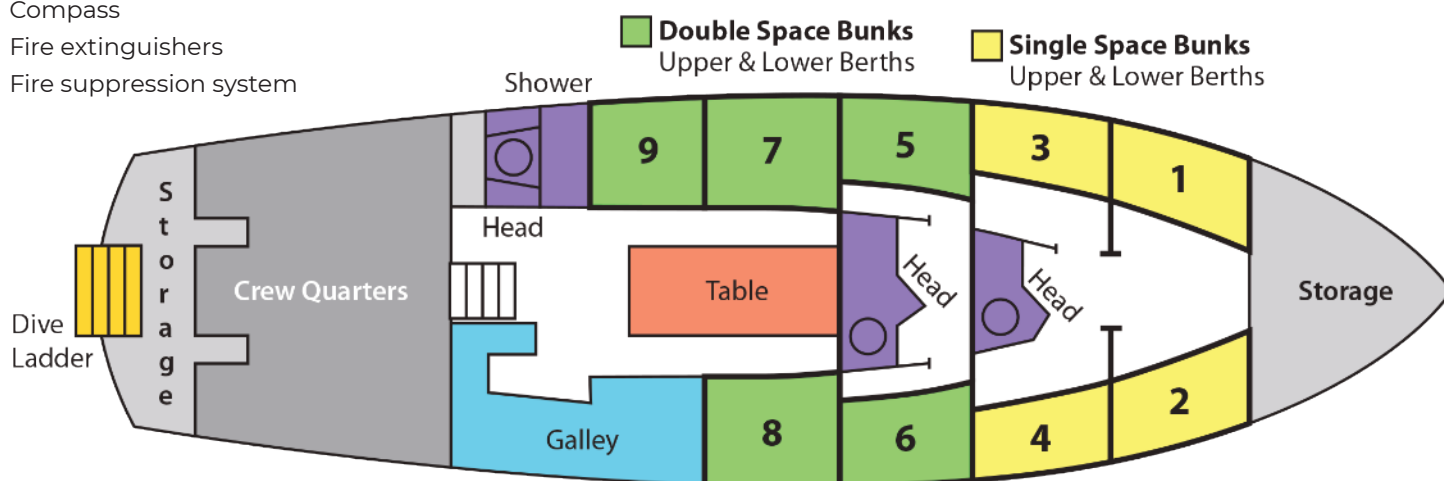 Compass
Fire extinguishers
Fire suppression system
Double Space Bunks
Upper & Lower Berths
Single Space Bunks
Upper & Lower Berths
Shower
9
7
5
3
1
Storage
Head
Crew Quarters
Table
Head
Head
Storage
Dive
Ladder
Galley
8
6
4
2